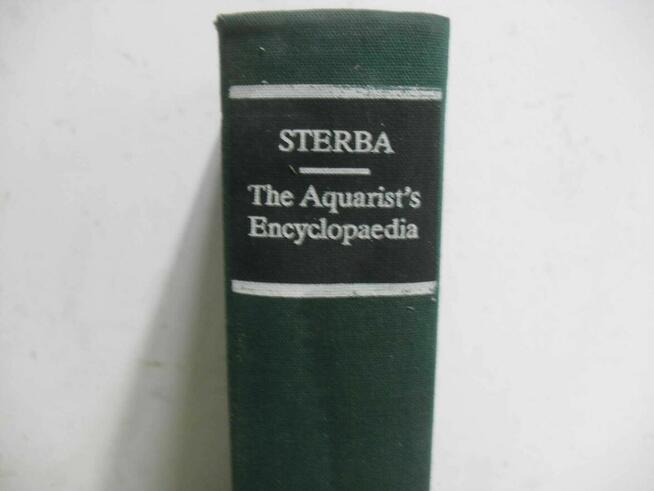 STERBA
The Aquarist's
Encyclopaedia